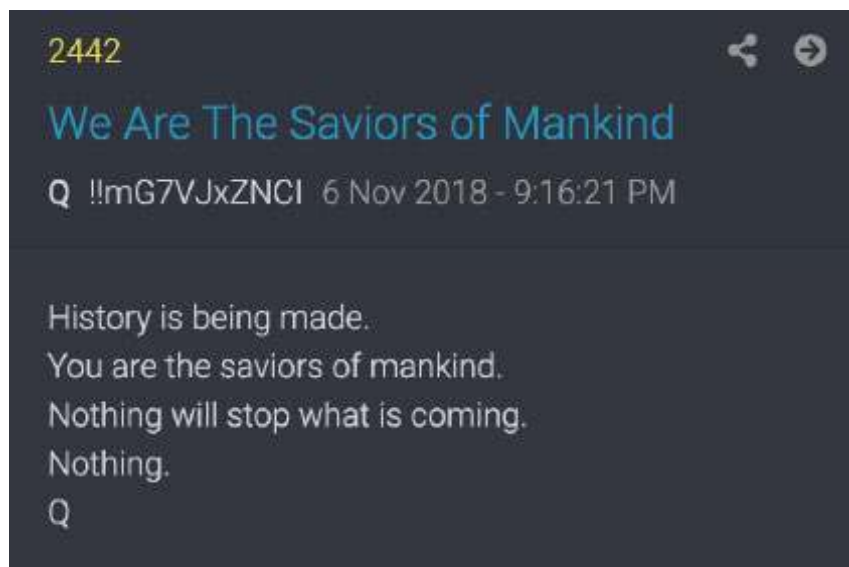 2442
We Are The Saviors of Mankind
Q !!mG7VJxZNCI 6 Nov 2018 - 9:16:21 PM
History is being made.
You are the saviors of mankind.
Nothing will stop what is coming.
Nothing.
Q